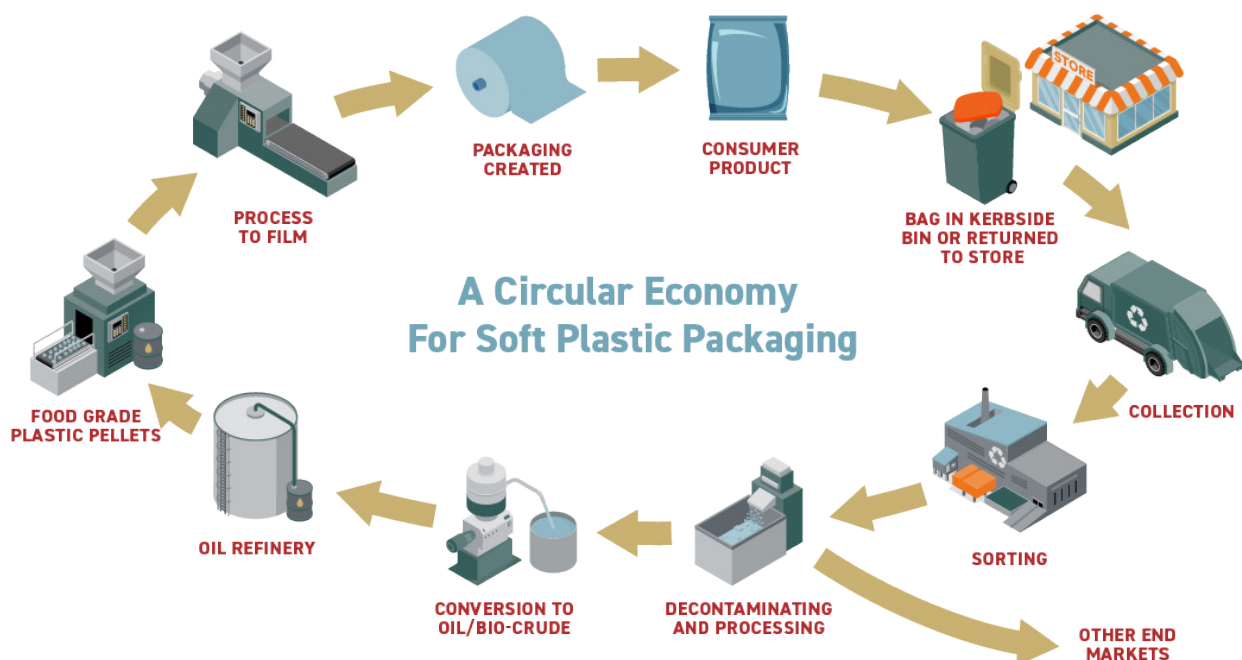 STORE
PACKAGING
CREATED
CONSUMER
PRODUCT
BAG IN KERBSIDE
BIN OR RETURNED
TO STORE
PROCESS
TO FILM
A Circular Economy
For Soft Plastic Packaging
COLLECTION
FOOD GRADE
PLASTIC PELLETS
OIL REFINERY
SORTING
CONVERSION TO
OIL/BIO-CRUDE
DECONTAMINATING
AND PROCESSING
OTHER END
MARKETS